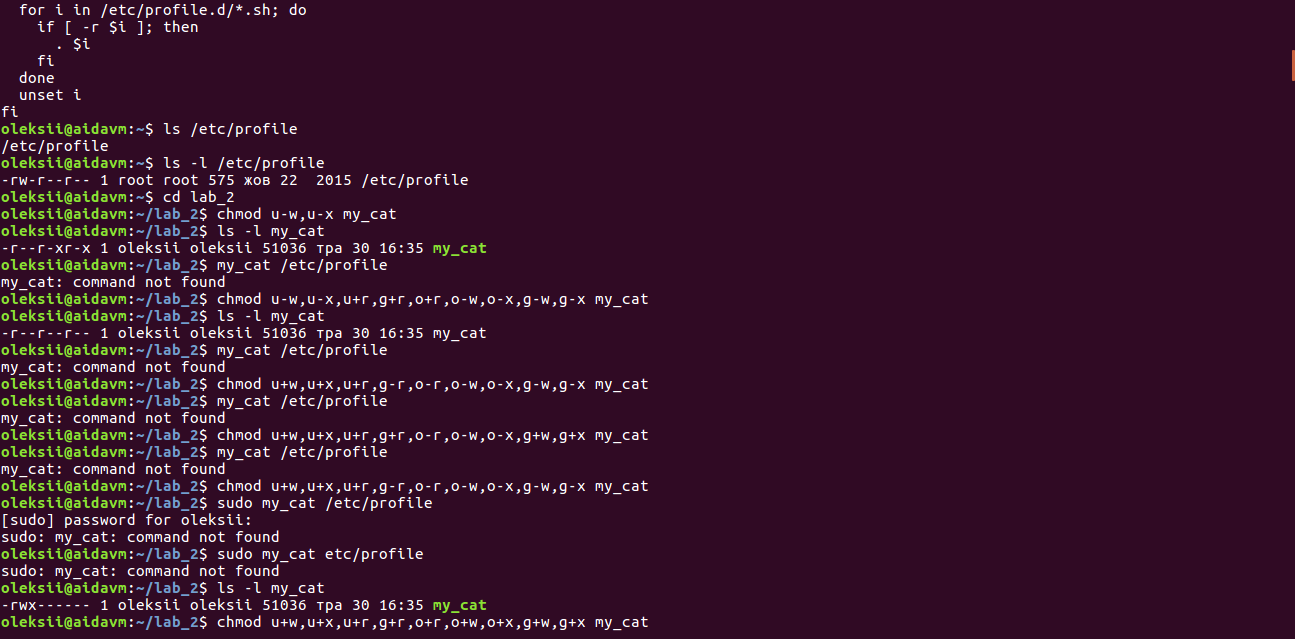 for i in /etc/profile.d/*.sh; do
if [ -r $i ]; then
. $i
fi
done
unset i
fi
oleksii@aidavm:~$ ls /etc/profile
/etc/profile
oleksii@aidavm:~$ ls -l /etc/profile
-rw-r--r-- 1 root root 575 жов 22  2015 /etc/profile
oleksii@aidavm:~$ cd lab_2
oleksii@aidavm:~/lab_2$ chmod u-w,u-x my_cat
oleksii@aidavm:~/lab_2$ ls -l my_cat
-r--r-xr-x 1 oleksii oleksii 51036 тра 30 16:35 my_cat
oleksii@aidavm:~/lab_2$ my_cat /etc/profile
my_cat: command not found
oleksii@aidavm:~/lab_2$ chmod u-w,u-x,u+r,g+r,o+r,o-w,o-x,g-w,g-x my_cat
oleksii@aidavm:~/lab_2$ ls -l my_cat
-r--r--r-- 1 oleksii oleksii 51036 тра 30 16:35 my_cat
oleksii@aidavm:~/lab_2$ my_cat /etc/profile
my_cat: command not found
oleksii@aidavm:~/lab_2$ chmod u+w,u+x,u+r,g-r,o-r,o-w,o-x,g-w,g-x my_cat
oleksii@aidavm:~/lab_2$ my_cat /etc/profile
my_cat: command not found
oleksii@aidavm:~/lab_2$ chmod u+w,u+x,u+r,g+r,o-r,o-w,o-x,g+w,g+x my_cat
oleksii@aidavm:~/lab_2$ my_cat /etc/profile
my_cat: command not found
oleksii@aidavm:~/lab_2$ chmod u+w,u+x,u+r,g-r,o-r,o-w,o-x,g-w,g-x my_cat
oleksii@aidavm:~/lab_2$ sudo my_cat /etc/profile
[sudo] password for oleksii:
sudo: my_cat: command not found
oleksii@aidavm:~/lab_2$ sudo my_cat etc/profile
sudo: my_cat: command not found
oleksii@aidavm:~/lab_2$ ls -l my_cat
-rwx------ 1 oleksii oleksii 51036 тра 30 16:35 my_cat
oleksii@aidavm:~/lab_2$ chmod u+w,u+x,u+r,g+r,o+r,o+w,o+x,g+w,g+x my_cat